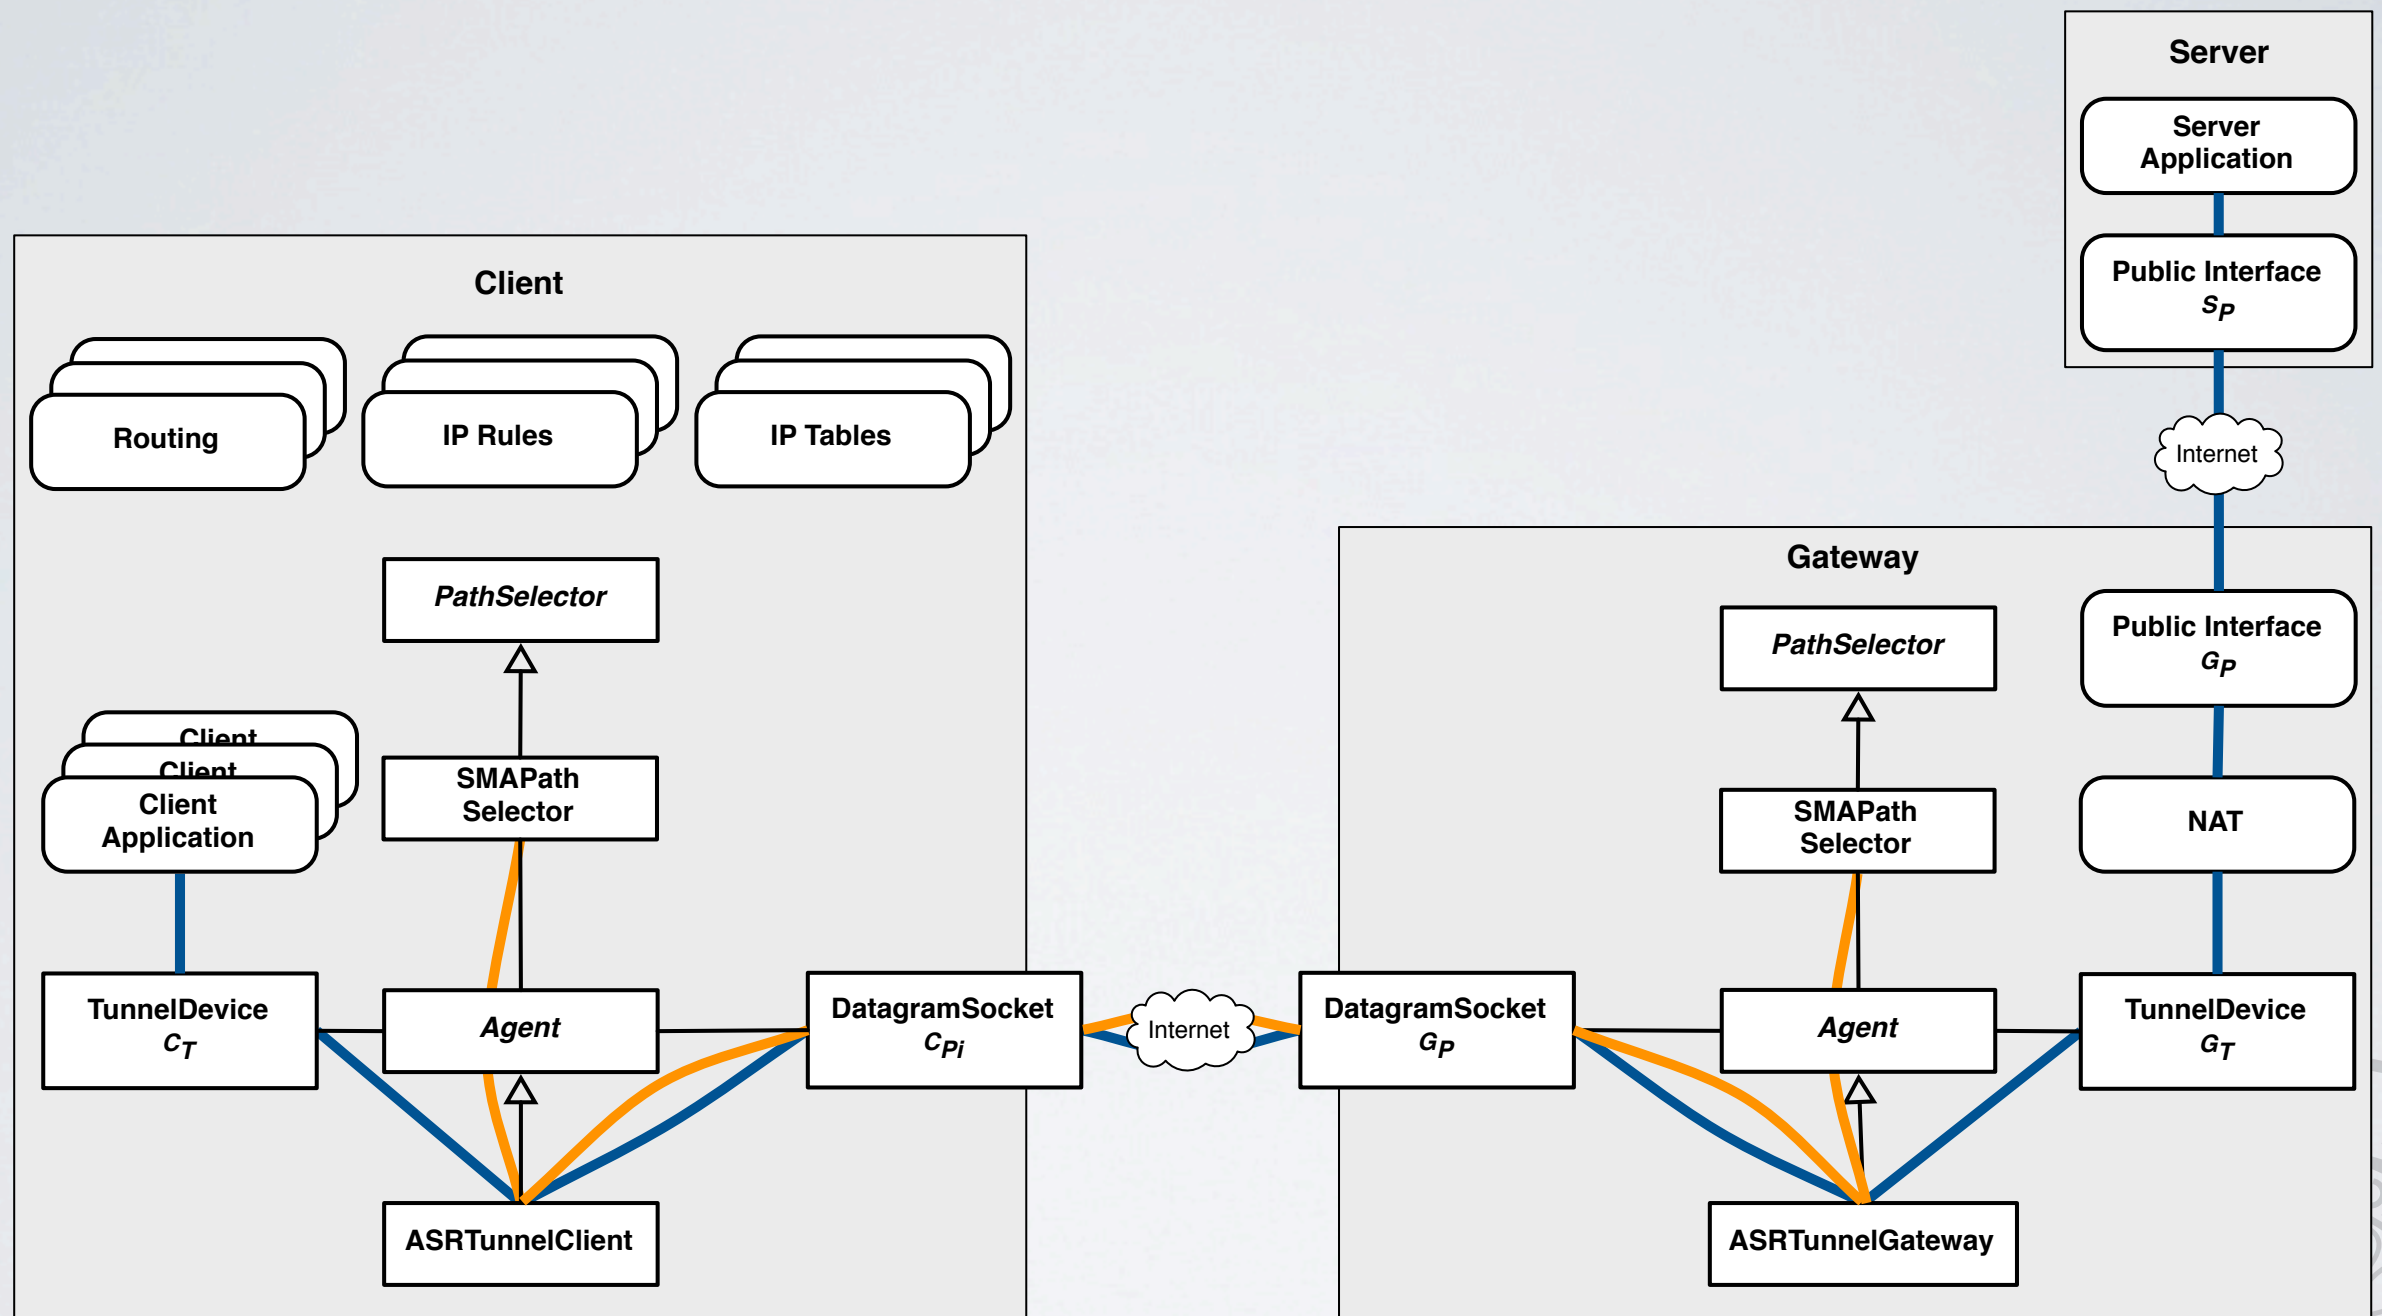 Server
Server
Application
Public Interface
SP
Internet
Client
Routing
IP Rules
IP Tables
PathSelector
SMAPath
Selector
Client
Client
Client
Application
TunnelDevice
CT
Agent
DatagramSocket
CPi
ASRTunnelClient
Internet
Gateway
DatagramSocket
GP
PathSelector
SMAPath
Selector
Agent
ASRTunnelGateway
Public Interface
GP
NAT
TunnelDevice
GT